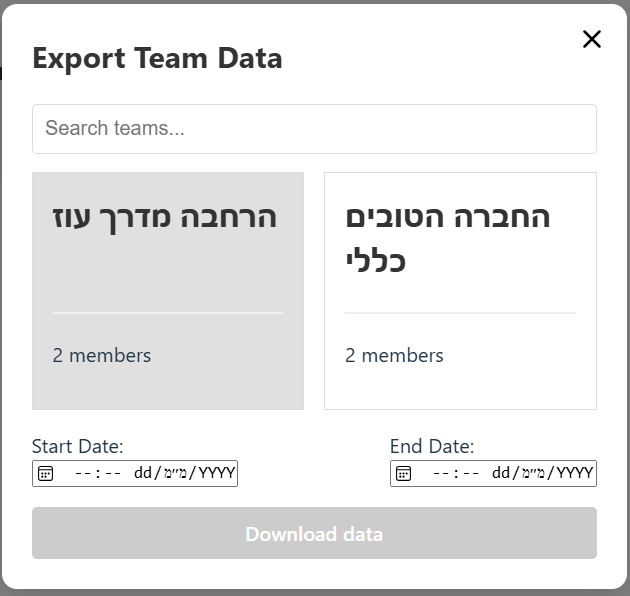 Export Team Data
Search teams...
הרחבה מדרך עוז
2 members
החברה הטובים
כללי
2 members
Start Date:
--:-- dd/מ״מ/YYYY
End Date:
--:-- dd/מ״מ/YYYY
Download data